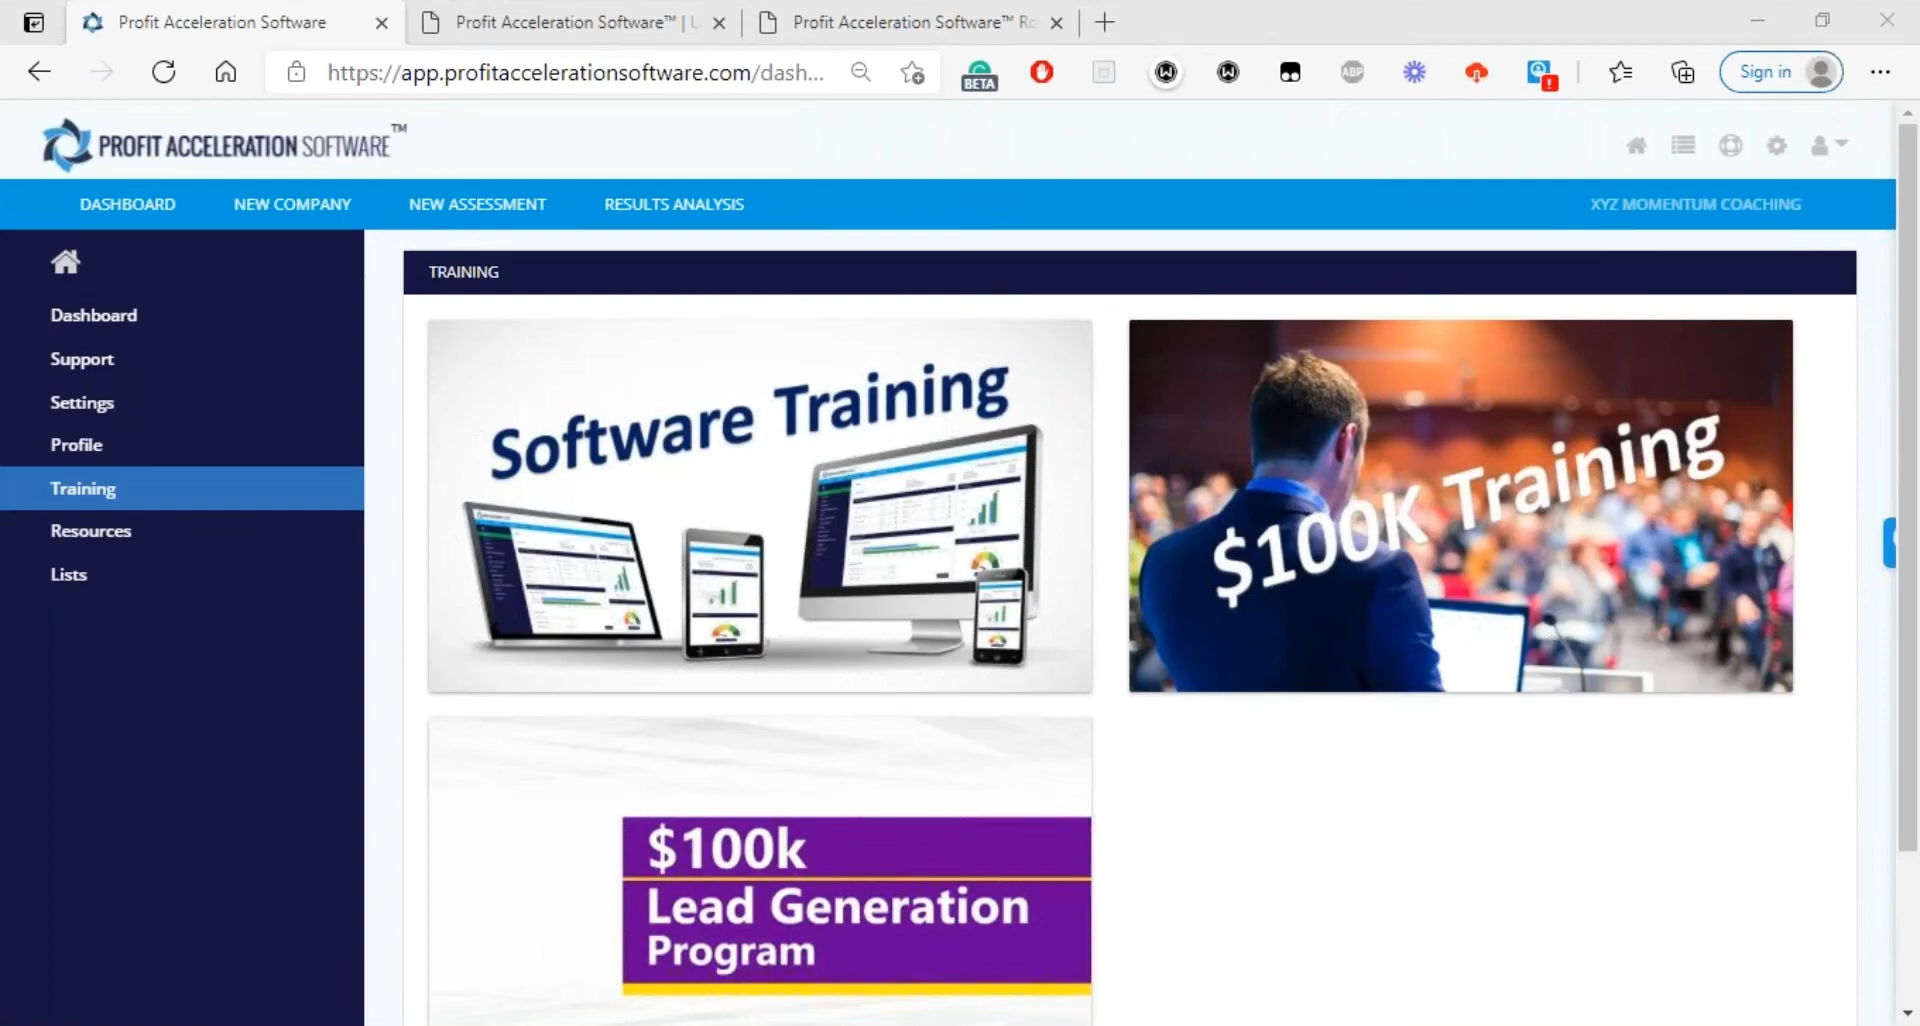 Profit Acceleration Software
Profit Acceleration Software™ |
Profit Acceleration Software™
https://app.profitaccelerationsoftware.com/dash...
BETA
ABP
Sign in
PROFIT ACCELERATION SOFTWARE™
DASHBOARD
NEW COMPANY
NEW ASSESSMENT
RESULTS ANALYSIS
XYZ MOMENTUM COACHING
Dashboard
Support
Settings
Profile
Training
Resources
Lists
TRAINING
Software Training
$100K Training
$100k
Lead Generation
Program